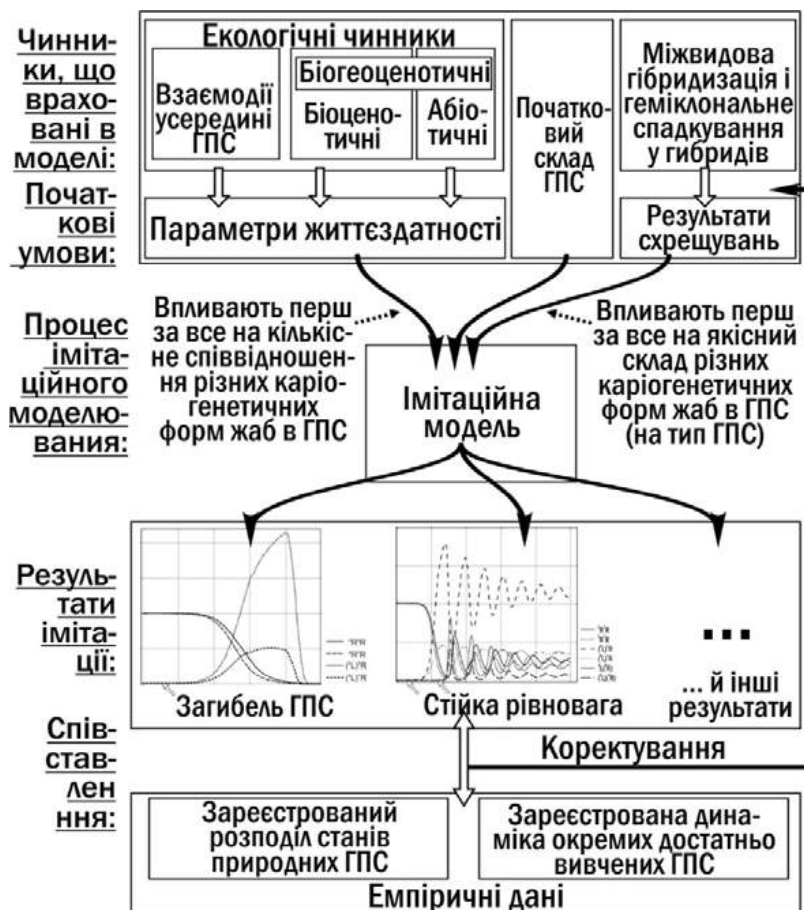 Чинни-
ки, що
врахо-
вані в
моделі:
Екологічні чинники
Взаємодії
усередині
ГПС
Біогеоценотичні
Біоцено-
тичні
Абіо-
тичні
Початко-
вий
склад
ГПС
Міжвидова
гібридизація і
геміклональне
спадкування
у гибридів
Почат-
кові
умови:
Параметри життєздатності
Результати
схрещувань
Процес
іміта-
ційного
моделю-
вания:
Впливають перш
за все на кількіс-
не співвідношен-
ня різних каріо-
генетичних
форм жаб в ГПС
Імітаційна
модель
Впливають перш
за все на якісний
склад різних
каріогенетичних
форм жаб в ГПС
(на тип ГПС)
Резуль-
тати
іміта-
ції:
Загибель ГПС
Стійка рівновага
...
... й інші
результати
Спів-
став-
лен
ння:
Коректування
Зареєстрований
розподіл станів
природних ГПС
Зареєстрована дина-
міка окремих достатньо
вивчених ГПС
Емпіричні дані